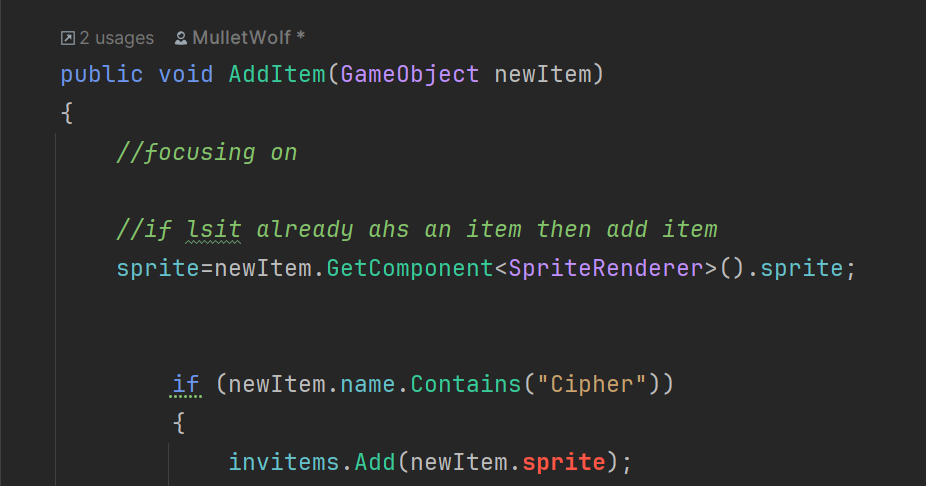 2 usages MulletWolf *
public void AddItem(GameObject newItem)
{
//focusing on
//if lsit already ahs an item then add item
sprite=newItem.GetComponent<SpriteRenderer>().sprite;
if (newItem.name.Contains("Cipher"))
{
invitems.Add(newItem.sprite);